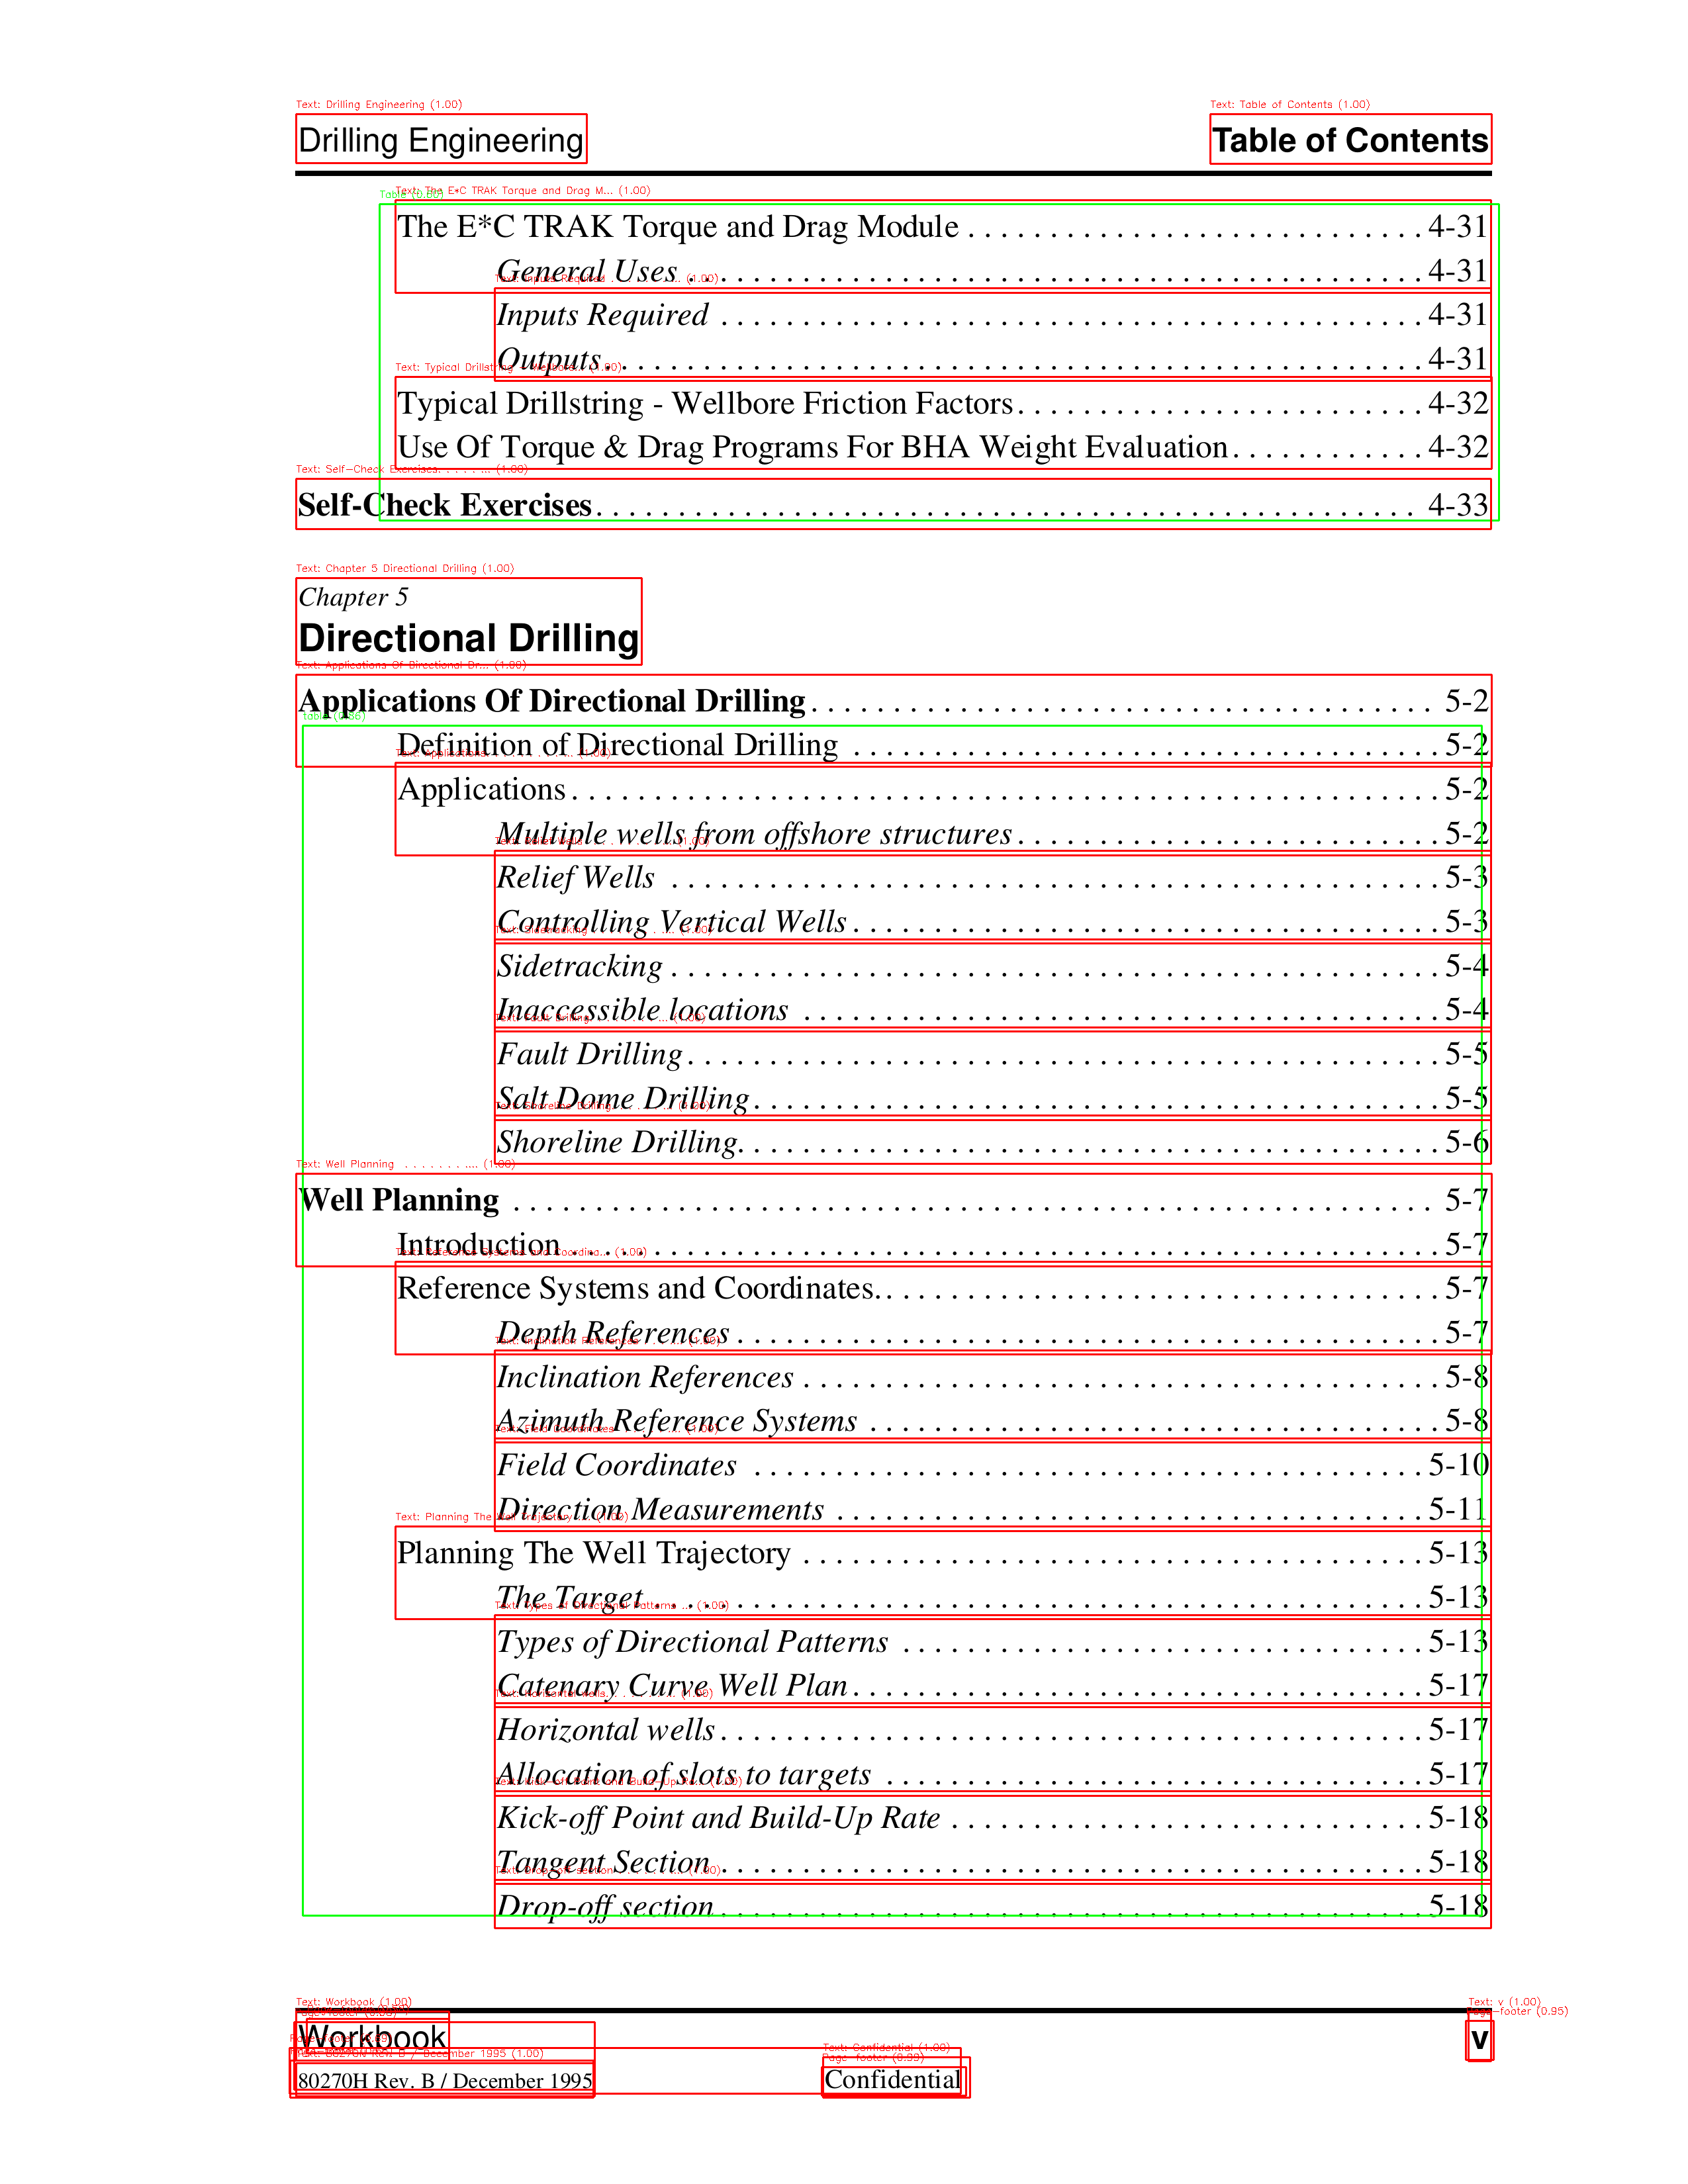 Drilling Engineering Table of Contents
The E*C TRAK Torque and Drag Module . . . . . . . . . . . . . . . . . . . . . . . . . . . . 4-31
General Uses . . . . . . . . . . . . . . . . . . . . . . . . . . . . 4-31
Inputs Required . . . . . . . . . . . . . . . . . . . . . . . . . . . . 4-31
Outputs . . . . . . . . . . . . . . . . . . . . . . . . . . . . 4-31
Typical Drillstring - Wellbore Friction Factors. . . . . . . . . . . . . . . . . . . . . . . . . 4-32
Use Of Torque & Drag Programs For BHA Weight Evaluation. . . . . . . . . . . . 4-32
Self-Check Exercises. . . . . . . . . . . . . . . . . . . . . . . . . . . . 4-33
Chapter 5
Directional Drilling
Applications Of Directional Drilling . . . . . . . . . . . . . . . . . . . . . . . . . . . . 5-2
Definition of Directional Drilling . . . . . . . . . . . . . . . . . . . . . . . . . . . . 5-2
Applications . . . . . . . . . . . . . . . . . . . . . . . . . . . . 5-2
Multiple wells from offshore structures . . . . . . . . . . . . . . . . . . . . . . . . . . 5-2
Relief Wells . . . . . . . . . . . . . . . . . . . . . . . . . . . . 5-3
Controlling Vertical Wells . . . . . . . . . . . . . . . . . . . . . . . . . . . . 5-3
Sidetracking . . . . . . . . . . . . . . . . . . . . . . . . . . . . 5-4
Inaccessible locations . . . . . . . . . . . . . . . . . . . . . . . . . . . . 5-4
Fault Drilling . . . . . . . . . . . . . . . . . . . . . . . . . . . . 5-5
Salt Dome Drilling . . . . . . . . . . . . . . . . . . . . . . . . . . . . 5-5
Shoreline Drilling. . . . . . . . . . . . . . . . . . . . . . . . . . . . 5-6
Well Planning . . . . . . . . . . . . . . . . . . . . . . . . . . . . 5-7
Introduction . . . . . . . . . . . . . . . . . . . . . . . . . . . . 5-7
Reference Systems and Coordinates. . . . . . . . . . . . . . . . . . . . . . . . . . . . 5-7
Depth References . . . . . . . . . . . . . . . . . . . . . . . . . . . . 5-7
Inclination References . . . . . . . . . . . . . . . . . . . . . . . . . . . . 5-8
Azimuth Reference Systems . . . . . . . . . . . . . . . . . . . . . . . . . . . . 5-8
Field Coordinates . . . . . . . . . . . . . . . . . . . . . . . . . . . . 5-10
Direction Measurements . . . . . . . . . . . . . . . . . . . . . . . . . . . . 5-11
Planning The Well Trajectory . . . . . . . . . . . . . . . . . . . . . . . . . . . . 5-13
The Target . . . . . . . . . . . . . . . . . . . . . . . . . . . . 5-13
Types of Directional Patterns . . . . . . . . . . . . . . . . . . . . . . . . . . . . 5-13
Catenary Curve Well Plan . . . . . . . . . . . . . . . . . . . . . . . . . . . . 5-17
Horizontal wells . . . . . . . . . . . . . . . . . . . . . . . . . . . . 5-17
Allocation of slots to targets . . . . . . . . . . . . . . . . . . . . . . . . . . . . 5-17
Kick-off Point and Build-Up Rate . . . . . . . . . . . . . . . . . . . . . . . . . . . . 5-18
Tangent Section . . . . . . . . . . . . . . . . . . . . . . . . . . . . 5-18
Drop-off section . . . . . . . . . . . . . . . . . . . . . . . . . . . . 5-18
Workbook v
80270H Rev. B / December 1995 Confidential